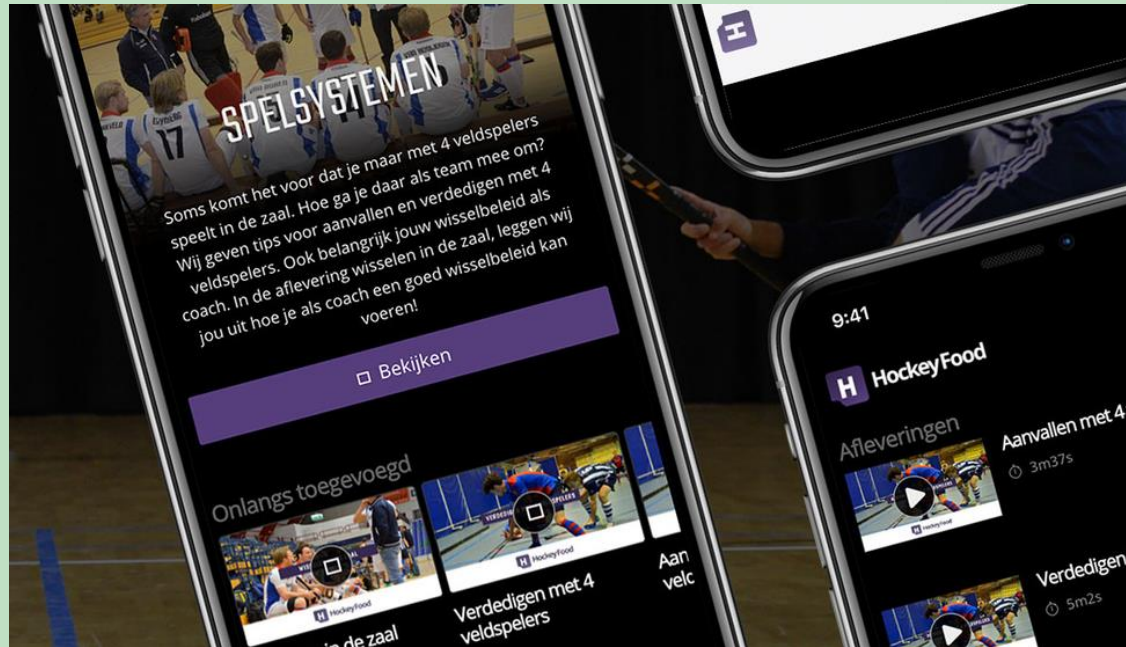 17
SPELSYSTEMEN
Soms komt het voor dat je maar met 4 veldspelers
speelt in de zaal. Hoe ga je daar als team mee om?
Wij geven tips voor aanvallen en verdedigen met 4
veldspelers. Ook belangrijk jouw wisselbeleid als
coach. In de aflevering wisselen in de zaal, leggen wij
jou uit hoe je als coach een goed wisselbeleid kan
voeren!
Bekijken
Onlangs toegevoegd
HockeyFood
in de zaal
HockeyFood
Verdedigen met 4
veldspelers
Aan
velc
H
9:41
H HockeyFood
Afleveringen
Aanvallen met 4
3m37s
HockeyFood
Verdedigen
5m2s